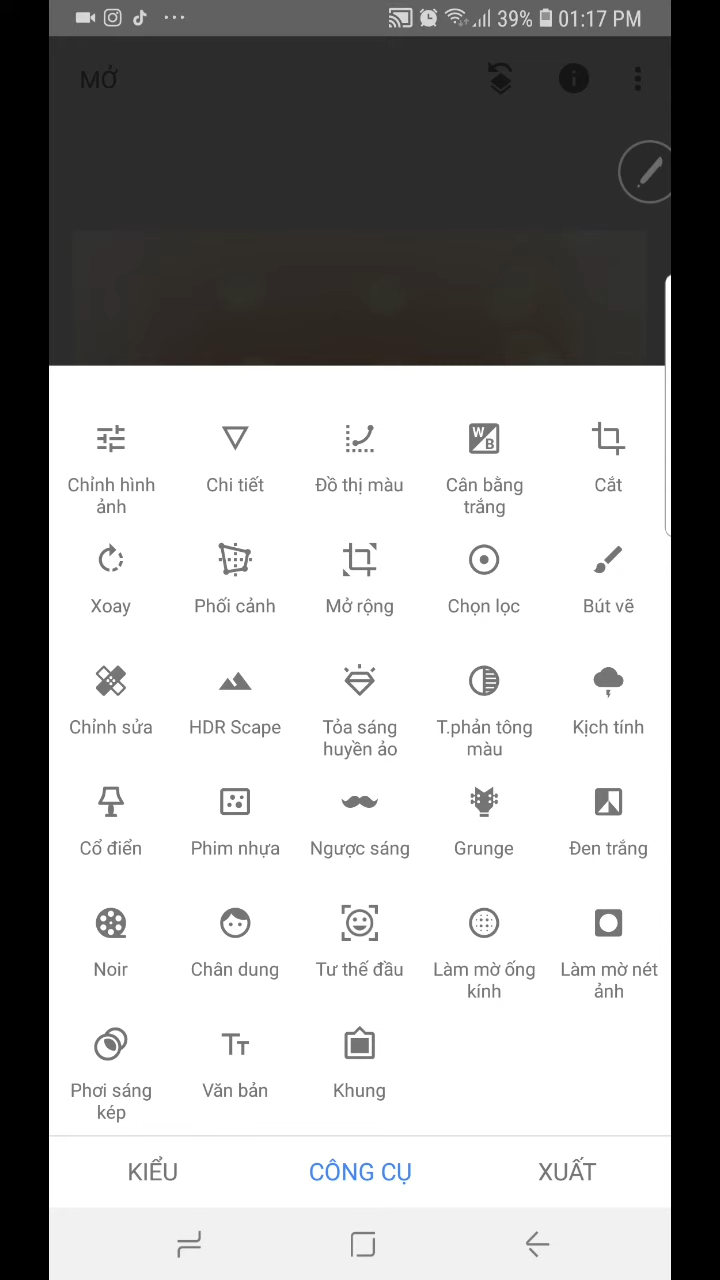 39% 01:17 PM
MỞ
Chỉnh hình ảnh
Chi tiết
Đồ thị màu
Cân bằng trắng
Cắt
Xoay
Phối cảnh
Mở rộng
Chọn lọc
Bút vẽ
Chỉnh sửa
HDR Scape
Tỏa sáng huyền ảo
T.phản tông màu
Kịch tính
Cổ điển
Phim nhựa
Ngược sáng
Grunge
Đen trắng
Noir
Chân dung
Tư thế đầu
Làm mờ ống kính
Làm mờ nét ảnh
Phơi sáng kép
Văn bản
Khung
KIỂU
CÔNG CỤ
XUẤT